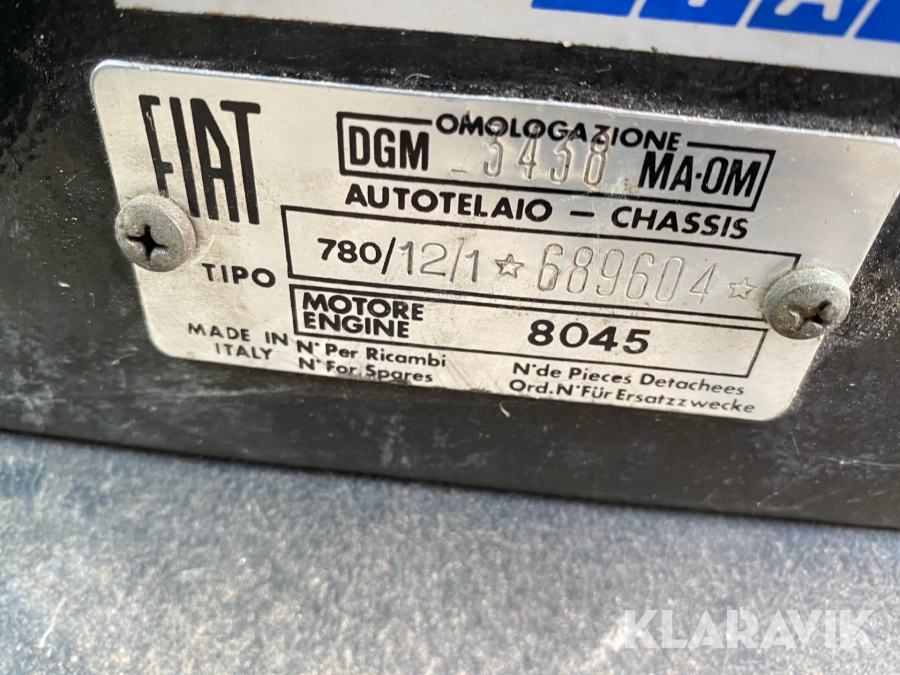 FIAT
OMOLOGAZIONE
DGM 3438 MA·OM
AUTOTELAIO – CHASSIS
TIPO 780/12/1 ☆ 689604 ☆
MOTORE
ENGINE 8045
MADE IN
ITALY
N° Per Ricambi
N° For Spares
N° de Pieces Detachees
Ord. N° Für Ersatzzwecke
KLARAVIK